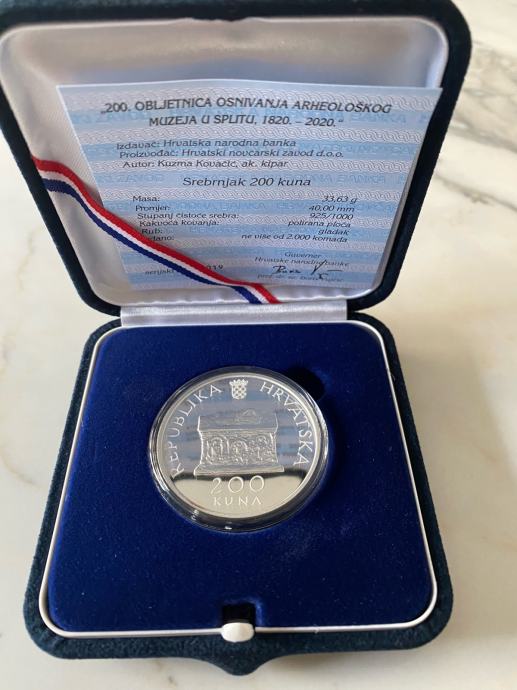 „200. OBLJETNICA OSNIVANJA ARHEOLOŠKOG
MUZEJA U SPLITU, 1820. – 2020.“
Izdavač: Hrvatska narodna banka
Proizvođač: Hrvatski novčarski zavod d.o.o.
Autor: Kuzma Kovačić, ak. kipar
Srebrnjak 200 kuna
Masa: 33,63 g
Promjer: 40,00 mm
Stupanj čistoće srebra: 925/1000
Kakvoća kovanja: polirana ploča
Rub: gladak
ne više od 2.000 komada
Guverner
Hrvatske narodne banke
REPUBLIKA HRVATSKA
200
KUNA